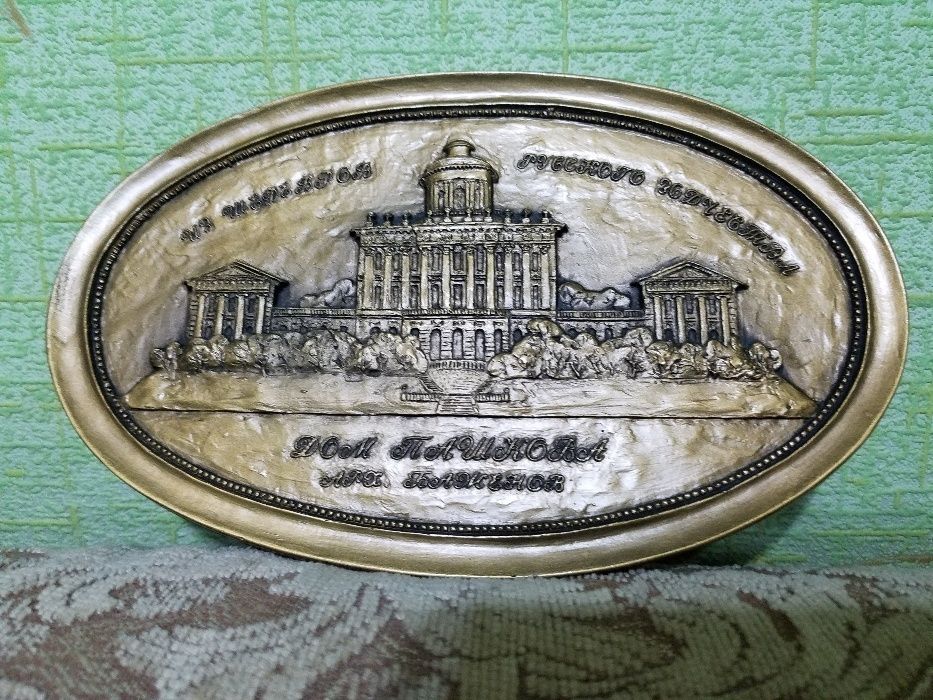 ИЗ ШЕДЕВРОВ РУССКОГО ЗОДЧЕСТВА
ДОМ ПАШКОВА
АРХ. БАЖЕНОВ